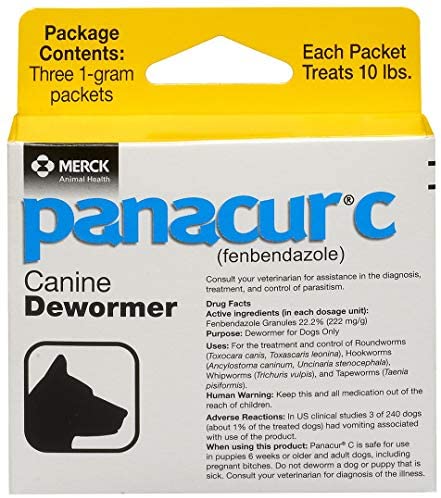 Package
Contents:
Three 1-gram
packets
Each Packet
Treats 10 lbs.
MERCK
Animal Health
panacur® c
(fenbendazole)
Canine
Dewormer
Consult your veterinarian for assistance in the diagnosis,
treatment, and control of parasitism.
Drug Facts
Active ingredients (in each dosage unit):
Fenbendazole Granules 22.2% (222 mg/g)
Purpose: Dewormer for Dogs Only
Uses: For the treatment and control of Roundworms
(Toxocara canis, Toxascaris leonina), Hookworms
(Ancylostoma caninum, Uncinaria stenocephala),
Whipworms (Trichuris vulpis), and Tapeworms (Taenia
pisiformis).
Human Warning: Keep this and all medication out of the
reach of children.
Adverse Reactions: In US clinical studies 3 of 240 dogs
(about 1% of the treated dogs) had vomiting associated
with use of the product.
When using this product: Panacur® C is safe for use
in puppies 6 weeks or older and adult dogs, including
pregnant bitches. Do not deworm a dog or puppy that is
sick. Consult your veterinarian for diagnosis of the illness.